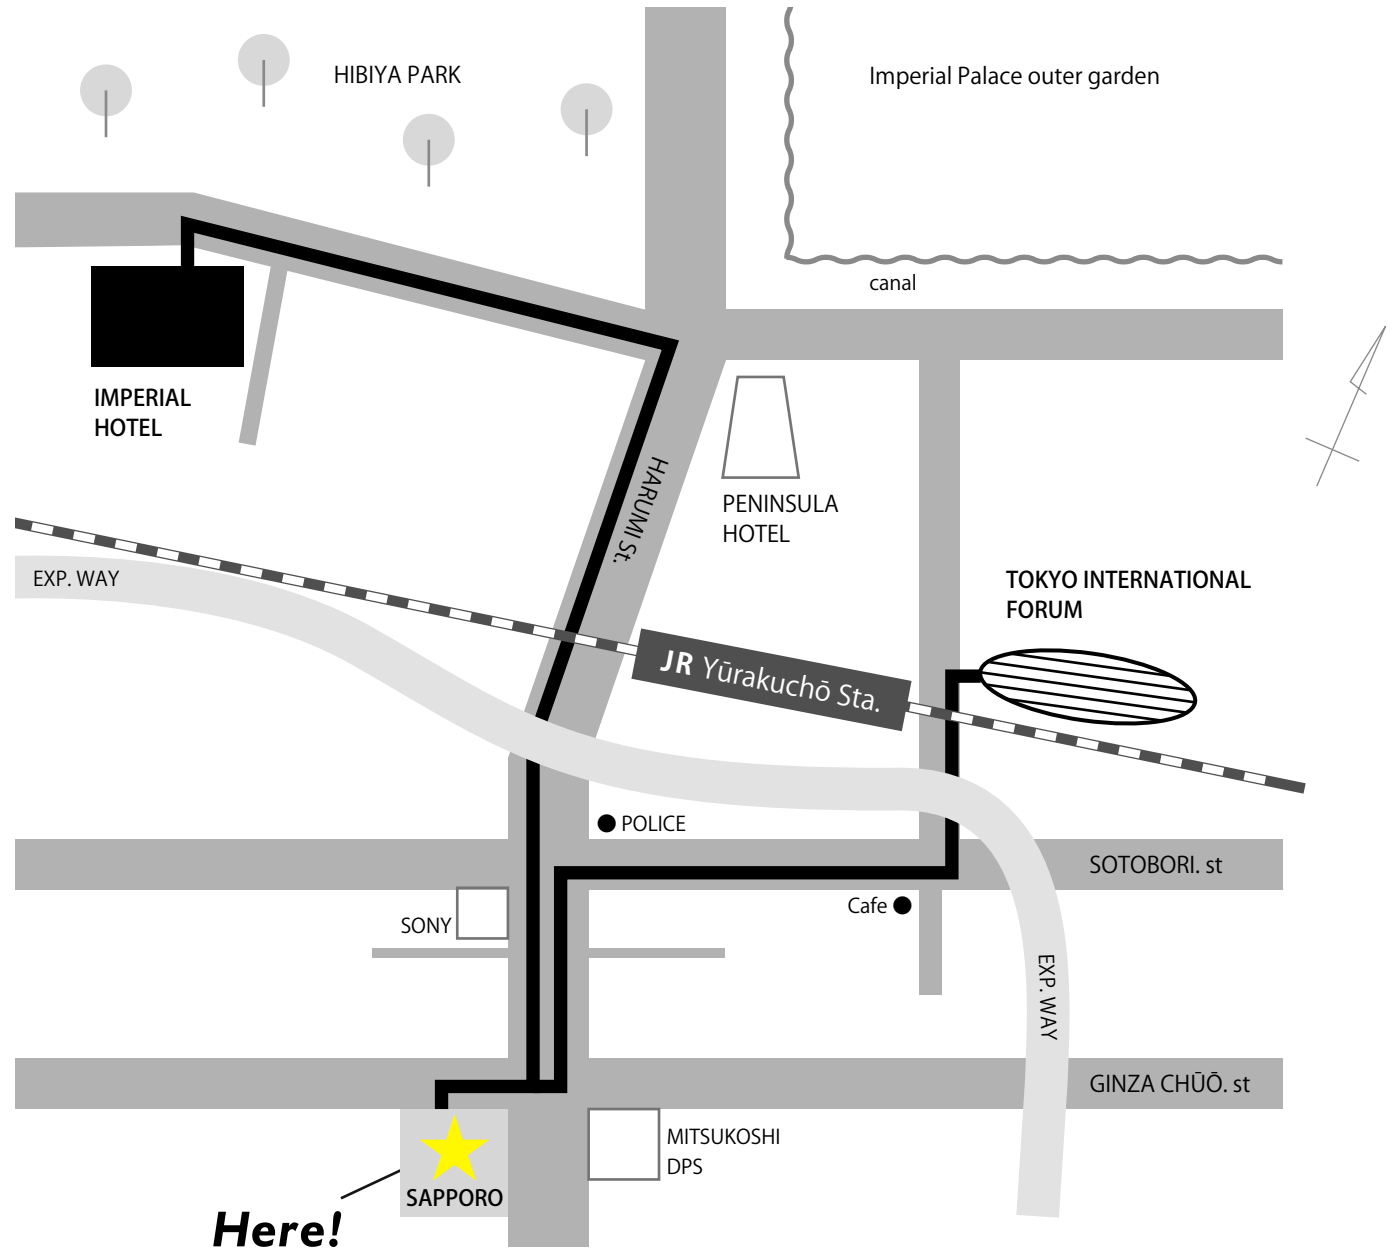 HIBIYA PARK
Imperial Palace outer garden
canal
IMPERIAL
HOTEL
HARUMI St.
PENINSULA
HOTEL
EXP. WAY
TOKYO INTERNATIONAL
FORUM
JR Yūrakuchō Sta.
POLICE
SOTOBORI. st
Cafe
SONY
EXP. WAY
GINZA CHŪŌ. st
MITSUKOSHI
DPS
SAPPORO
Here!